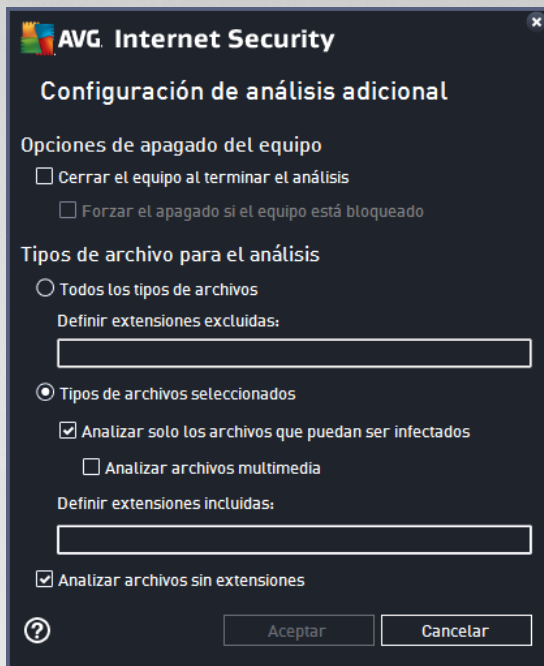 AVG Internet Security
Configuración de análisis adicional
Opciones de apagado del equipo
Cerrar el equipo al terminar el análisis
Forzar el apagado si el equipo está bloqueado
Tipos de archivo para el análisis
Todos los tipos de archivos
Definir extensiones excluidas:
Tipos de archivos seleccionados
Analizar solo los archivos que puedan ser infectados
Analizar archivos multimedia
Definir extensiones incluidas:
Analizar archivos sin extensiones
?
Aceptar
Cancelar